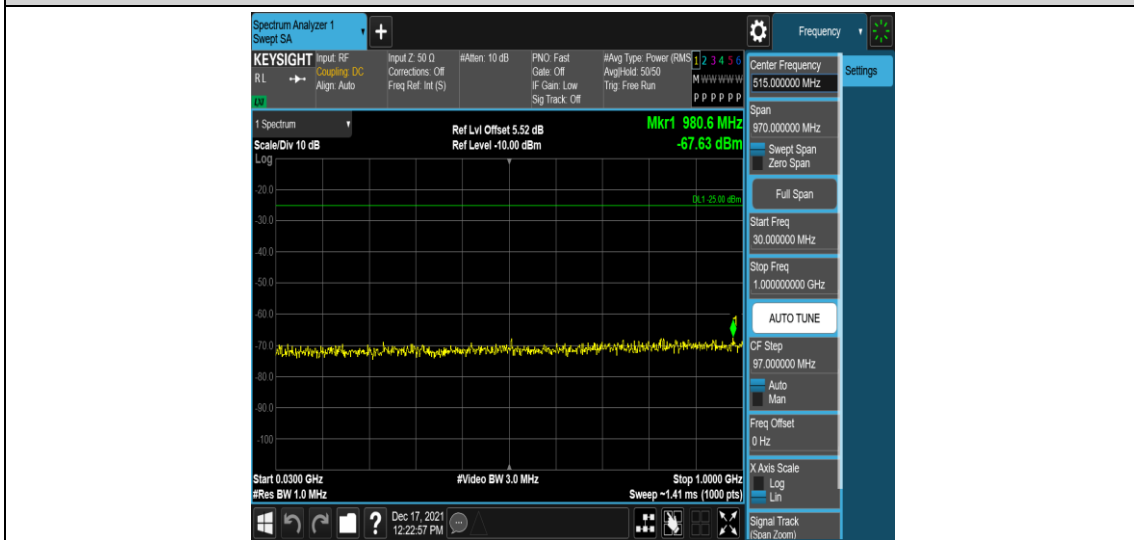 Spectrum Analyzer 1
Swept SA
+
Frequency
KEYSIGHT
RL
LXI
Input: RF
Coupling: DC
Align: Auto
Input Z: 50 Ω
Corrections: Off
Freq Ref: Int (S)
#Atten: 10 dB
PNO: Fast
Gate: Off
IF Gain: Low
Sig Track: Off
#Avg Type: Power (RMS
Avg|Hold: 50/50
Trig: Free Run
1 2 3 4 5 6
M W W W W W
P P P P P P
Center Frequency
515.000000 MHz
Settings
Span
970.000000 MHz
Swept Span
Zero Span
Full Span
Start Freq
30.000000 MHz
Stop Freq
1.000000000 GHz
AUTO TUNE
CF Step
97.000000 MHz
Auto
Man
Freq Offset
0 Hz
X Axis Scale
Log
Lin
Signal Track
(Span Zoom)
1 Spectrum
Scale/Div 10 dB
Ref Lvl Offset 5.52 dB
Ref Level -10.00 dBm
Mkr1 980.6 MHz
-67.63 dBm
Log
DL1 -25.00 dBm
-20.0
-30.0
-40.0
-50.0
-60.0
-70.0
-80.0
-90.0
-100
1
Start 0.0300 GHz
#Video BW 3.0 MHz
Stop 1.0000 GHz
#Res BW 1.0 MHz
Sweep ~1.41 ms (1000 pts)
?
Dec 17, 2021
12:22:57 PM